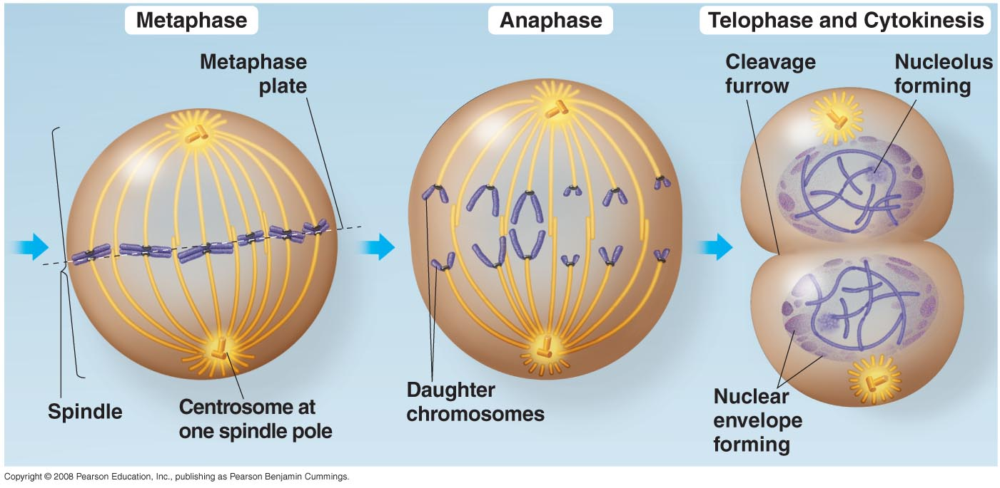 Metaphase
Anaphase
Telophase and Cytokinesis
Metaphase
plate
Cleavage
furrow
Nucleolus
forming
Spindle
Centrosome at
one spindle pole
Daughter
chromosomes
Nuclear
envelope
forming
Copyright © 2008 Pearson Education, Inc., publishing as Pearson Benjamin Cummings.